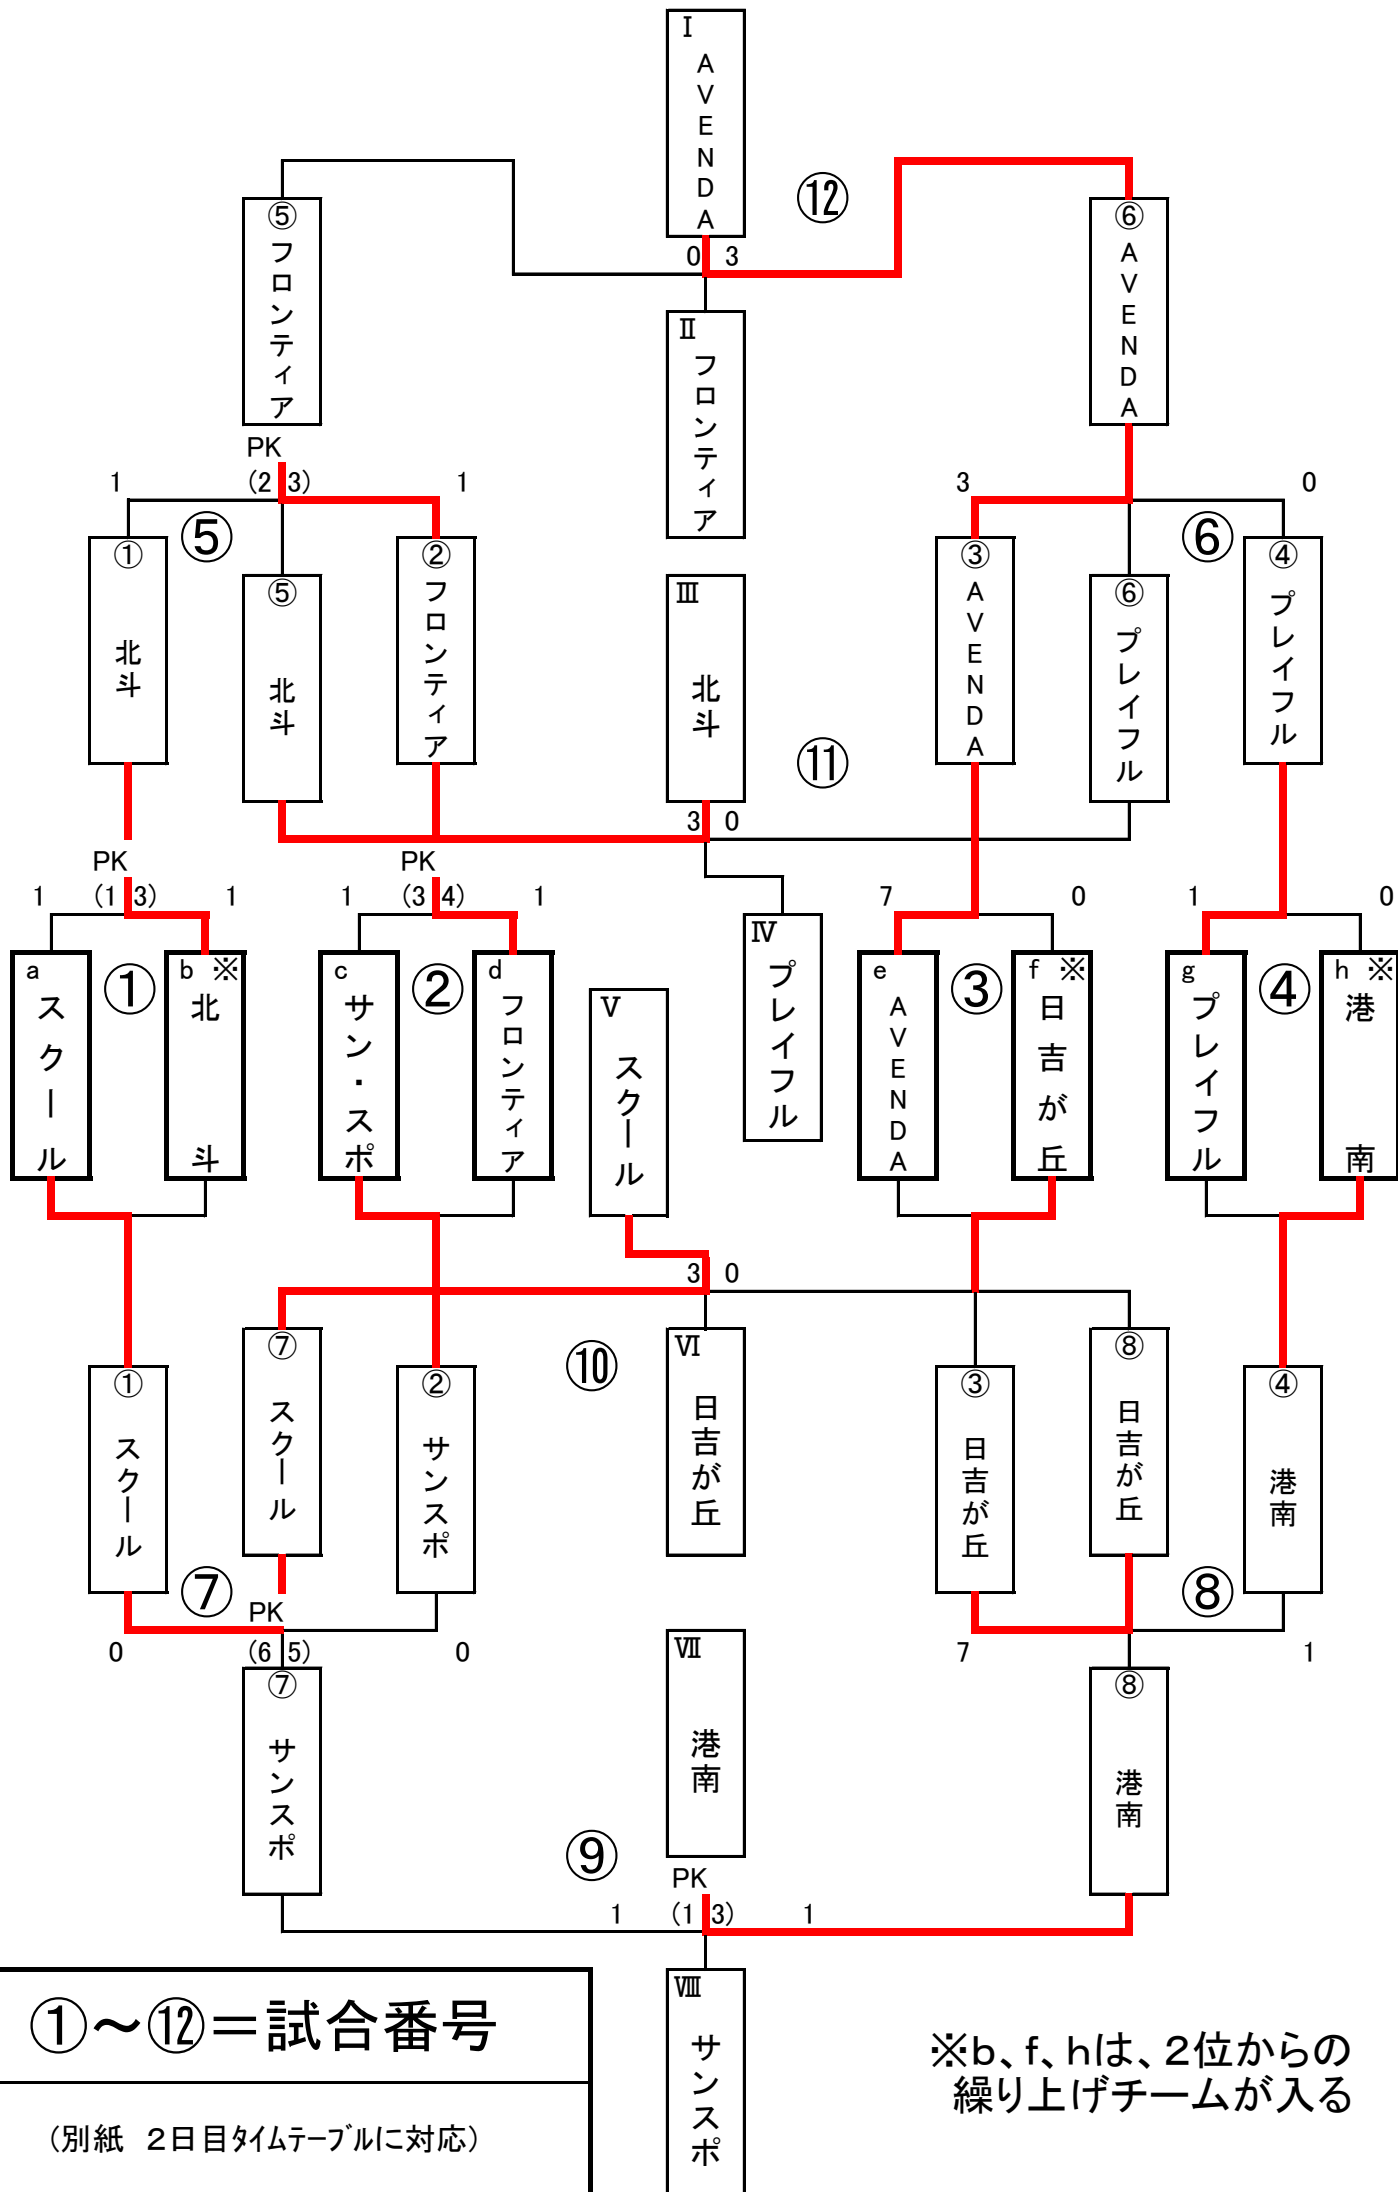 Ⅰ
AVENDA
⑫
⑤
フロンティア
⑥
AVENDA
0 3
Ⅱ
フロンティア
PK
1 (2 3) 1
3 0
⑤
⑥
①
北斗
⑤
北斗
②
フロンティア
Ⅲ
北斗
③
AVENDA
⑥
プレイフル
④
プレイフル
⑪
3 0
PK
PK
1 (1 3) 1
1 (3 4) 1
7 0
1 0
a
スクール
①
b ※
北斗
c
サン・スポ
②
d
フロンティア
Ⅴ
スクール
Ⅳ
プレイフル
e
AVENDA
③
f ※
日吉が丘
g
プレイフル
④
h ※
港南
3 0
①
スクール
⑦
スクール
②
サンスポ
⑩
Ⅵ
日吉が丘
③
日吉が丘
⑧
日吉が丘
④
港南
⑦
PK
0 (6 5) 0
⑧
7 1
⑦
サンスポ
Ⅶ
港南
⑧
港南
⑨
PK
1 (1 3) 1
Ⅷ
サンスポ
①～⑫＝試合番号
(別紙 2日目タイムテーブルに対応)
※b、f、hは、2位からの
繰り上げチームが入る